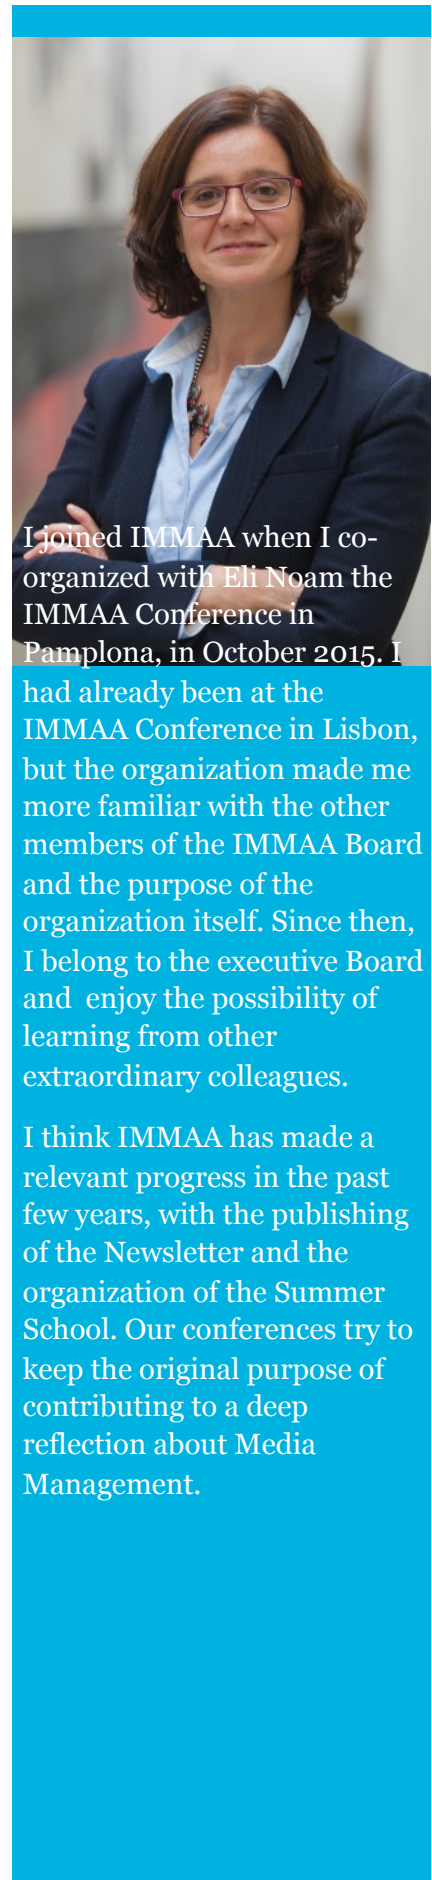 I joined IMMAA when I co-
organized with Eli Noam the
IMMAA Conference in
Pamplona, in October 2015. I
had already been at the
IMMAA Conference in Lisbon,
but the organization made me
more familiar with the other
members of the IMMAA Board
and the purpose of the
organization itself. Since then,
I belong to the executive Board
and  enjoy the possibility of
learning from other
extraordinary colleagues.
I think IMMAA has made a
relevant progress in the past
few years, with the publishing
of the Newsletter and the
organization of the Summer
School. Our conferences try to
keep the original purpose of
contributing to a deep
reflection about Media
Management.